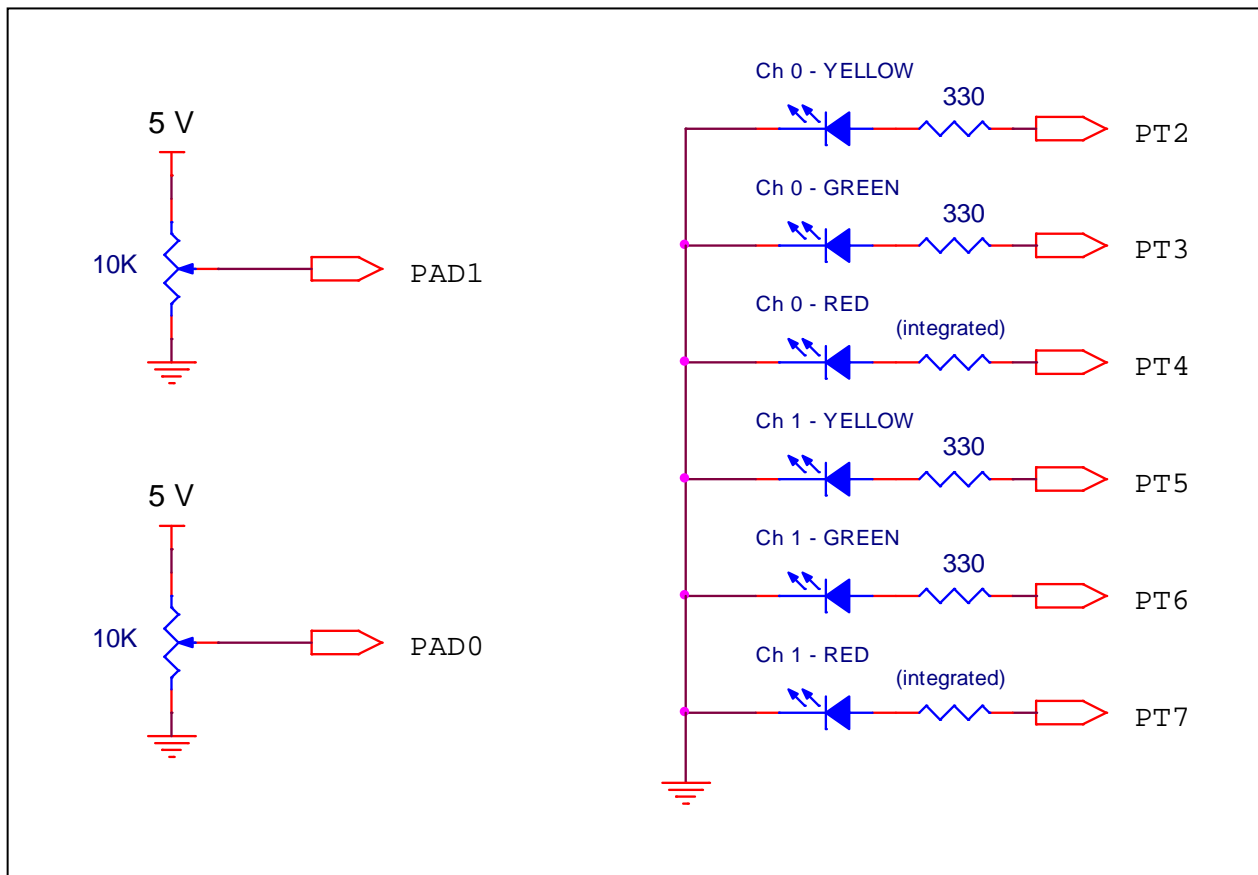 5 V
10K
PAD1
5 V
10K
PAD0
Ch 0 - YELLOW
330
PT2
Ch 0 - GREEN
330
PT3
Ch 0 - RED
(integrated)
PT4
Ch 1 - YELLOW
330
PT5
Ch 1 - GREEN
330
PT6
Ch 1 - RED
(integrated)
PT7